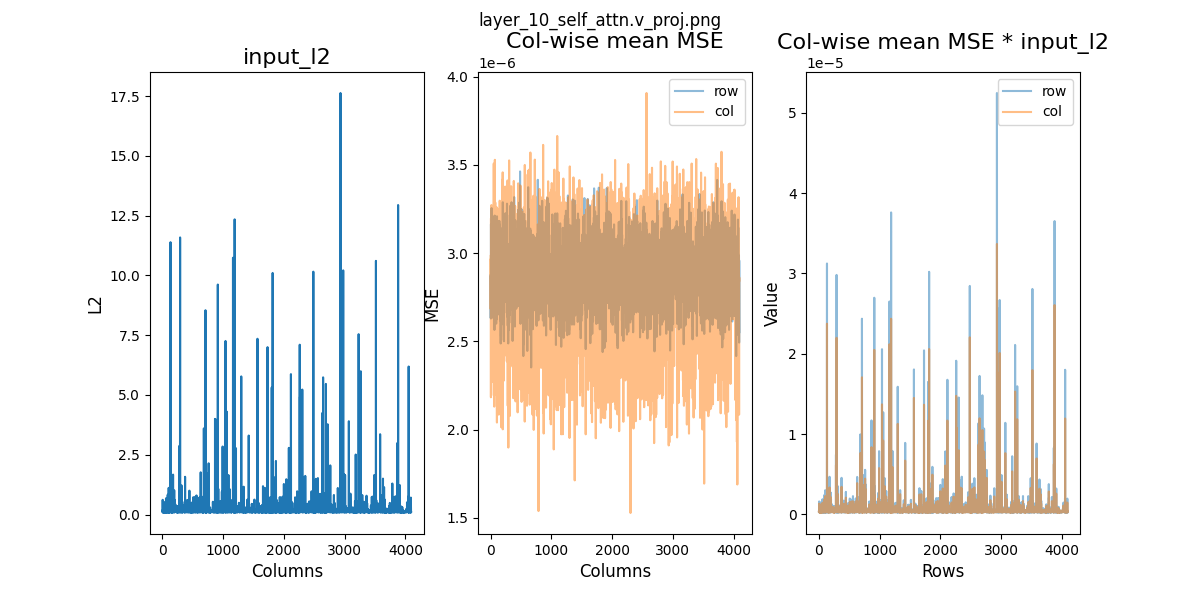 layer_10_self_attn.v_proj.png
input_l2
17.5
15.0
12.5
10.0
7.5
5.0
2.5
0.0
L2
0 1000 2000 3000 4000
Columns
Col-wise mean MSE
1e−6
4.0
3.5
3.0
2.5
2.0
1.5
MSE
row
col
0 1000 2000 3000 4000
Columns
Col-wise mean MSE * input_l2
1e−5
5
4
3
2
1
0
Value
row
col
0 1000 2000 3000 4000
Rows